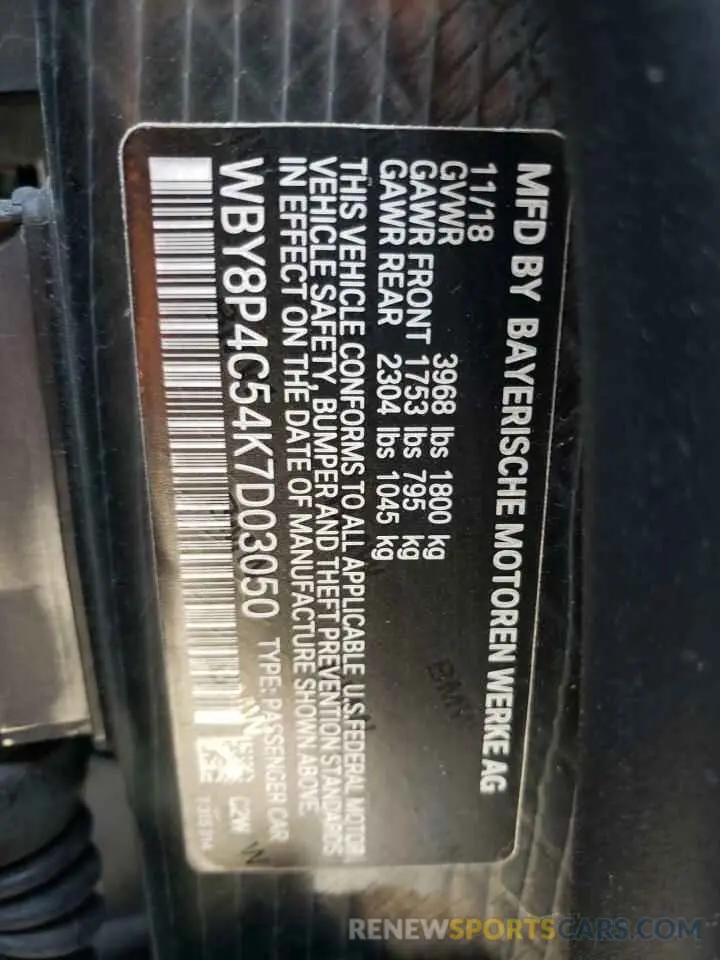 MFD BY BAYERISCHE MOTOREN WERKE AG
11/18
GVWR 3968 lbs 1800 kg
GAWR FRONT 1753 lbs 795 kg
GAWR REAR 2304 lbs 1045 kg
THIS VEHICLE CONFORMS TO ALL APPLICABLE U.S.FEDERAL MOTOR
VEHICLE SAFETY, BUMPER AND THEFT PREVENTION STANDARDS
IN EFFECT ON THE DATE OF MANUFACTURE SHOWN ABOVE.
WBY8P4C54K7D03050 TYPE: PASSENGER CAR
C2W
BMW
RENEWSPORTSCARS.COM